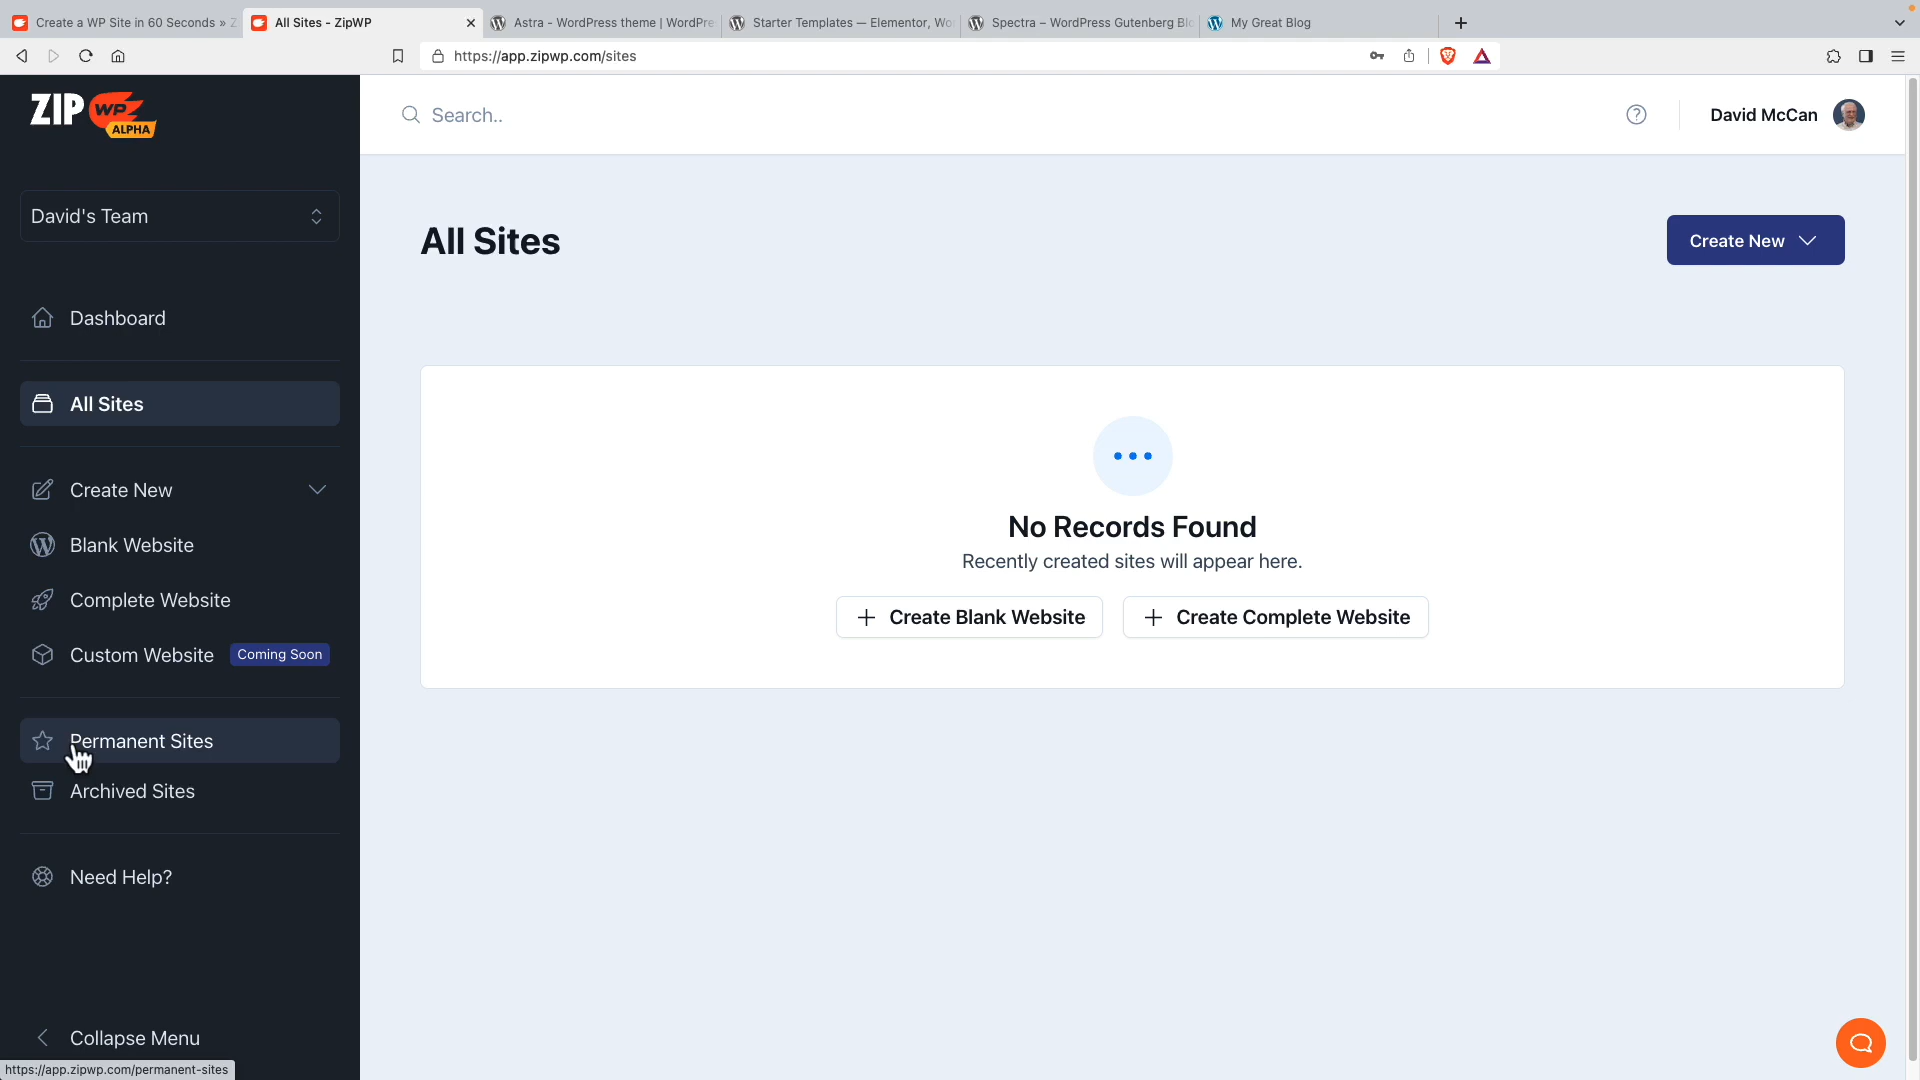 Create a WP Site in 60 Seconds » Z
All Sites - ZipWP
Astra - WordPress theme | WordPre
Starter Templates — Elementor, Wo
Spectra – WordPress Gutenberg Bl
My Great Blog
https://app.zipwp.com/sites
ZIP WP ALPHA
Search..
David McCan
David's Team
Dashboard
All Sites
Create New
Blank Website
Complete Website
Custom Website Coming Soon
Permanent Sites
Archived Sites
Need Help?
Collapse Menu
https://app.zipwp.com/permanent-sites
All Sites
Create New
No Records Found
Recently created sites will appear here.
Create Blank Website
Create Complete Website